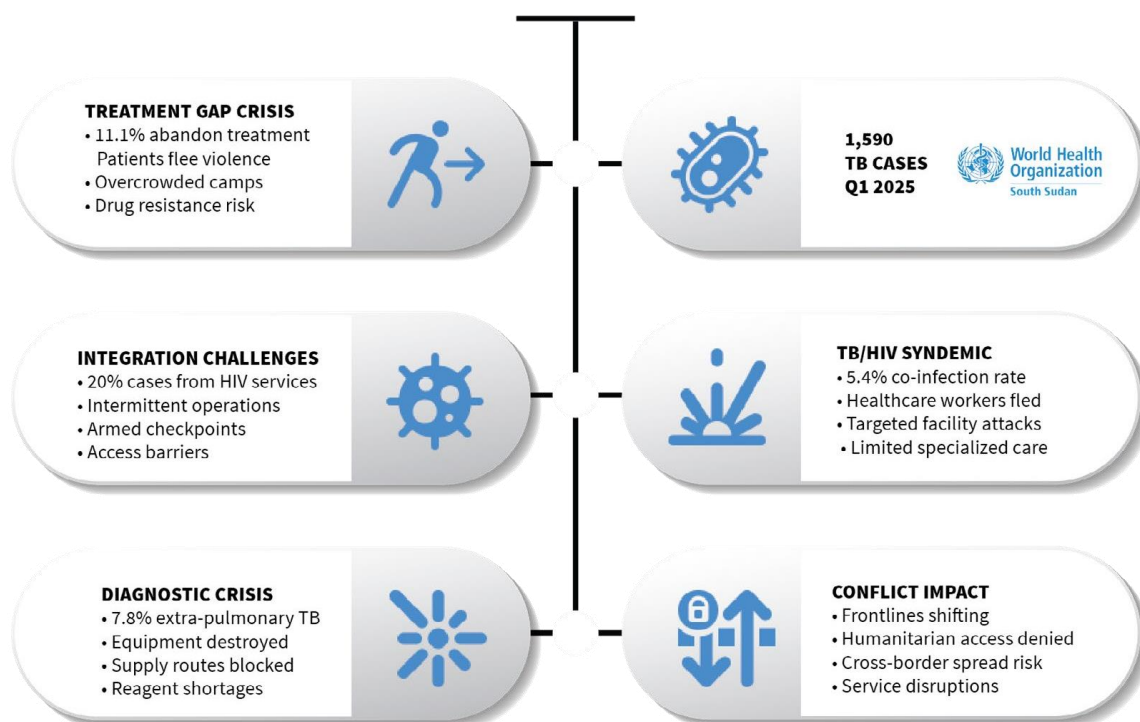 TREATMENT GAP CRISIS
• 11.1% abandon treatment
Patients flee violence
• Overcrowded camps
• Drug resistance risk
1,590
TB CASES
Q1 2025
World Health
Organization
South Sudan
INTEGRATION CHALLENGES
• 20% cases from HIV services
• Intermittent operations
• Armed checkpoints
• Access barriers
TB/HIV SYNDEMIC
• 5.4% co-infection rate
• Healthcare workers fled
• Targeted facility attacks
• Limited specialized care
DIAGNOSTIC CRISIS
• 7.8% extra-pulmonary TB
• Equipment destroyed
• Supply routes blocked
• Reagent shortages
CONFLICT IMPACT
• Frontlines shifting
• Humanitarian access denied
• Cross-border spread risk
• Service disruptions